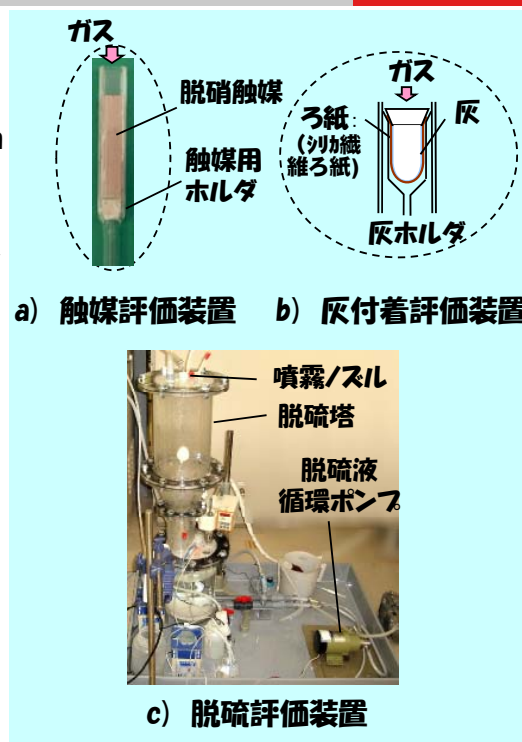 ガス
脱硝触媒
触媒用
ホルダ
ガス
ろ紙:
(シリカ繊
維ろ紙)
灰
灰ホルダ
a) 触媒評価装置
b) 灰付着評価装置
噴霧ノズル
脱硫塔
脱硫液
循環ポンプ
c) 脱硫評価装置